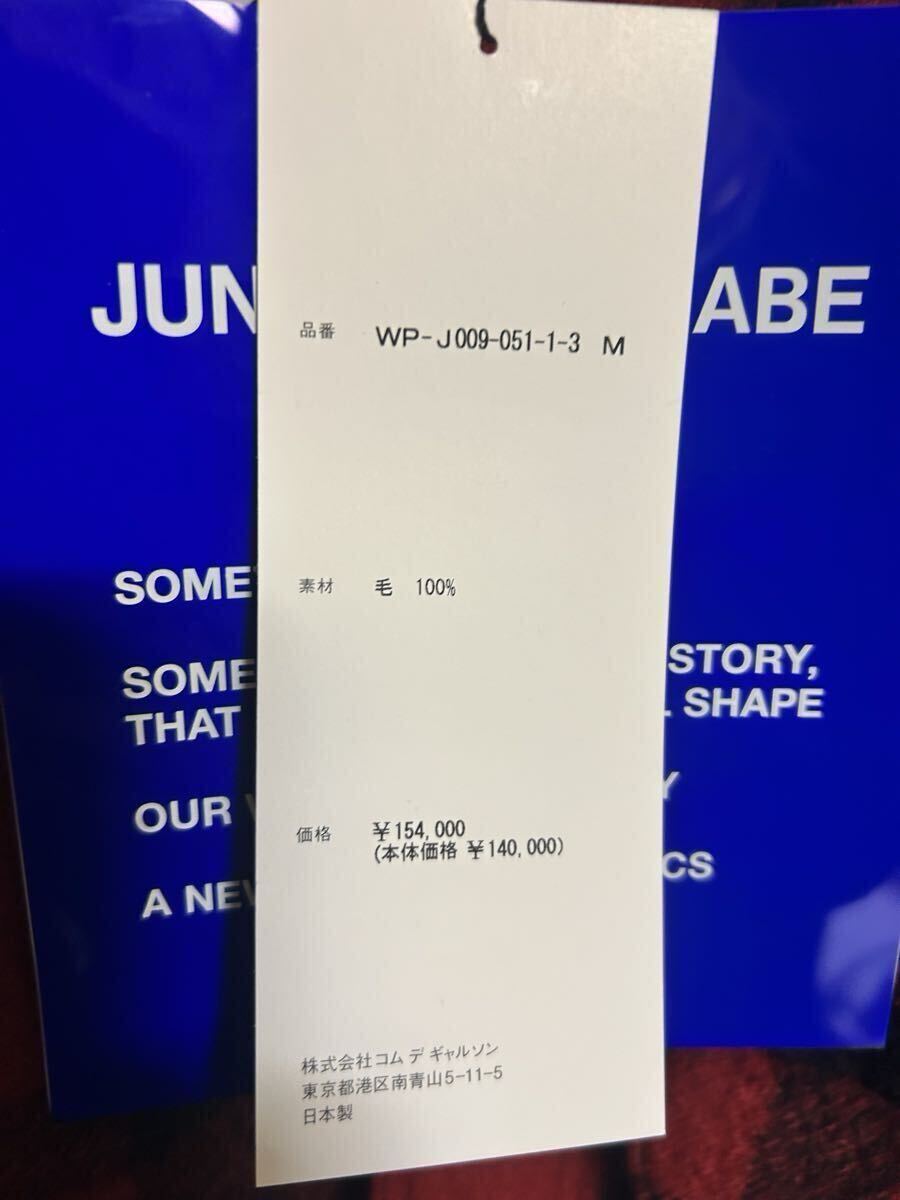 JUN
ABE
品番 WP-J009-051-1-3 M
SOME
素材 毛 100%
SOME
STORY,
THAT
SHAPE
OUR
Y
価格 ¥154,000
(本体価格 ¥140,000)
A NEW
CS
株式会社コム デ ギャルソン
東京都港区南青山5-11-5
日本製